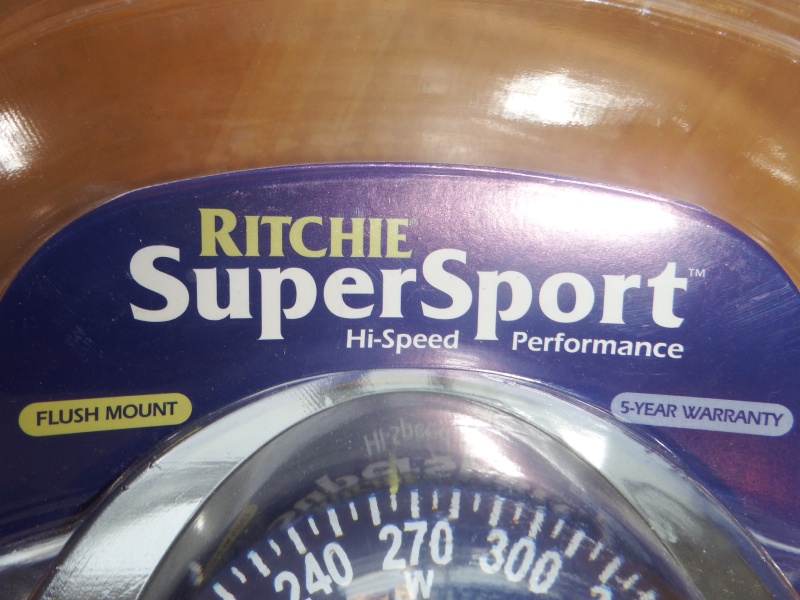 RITCHIE
SuperSport™
Hi-Speed Performance
FLUSH MOUNT
5-YEAR WARRANTY
240 270 300
W